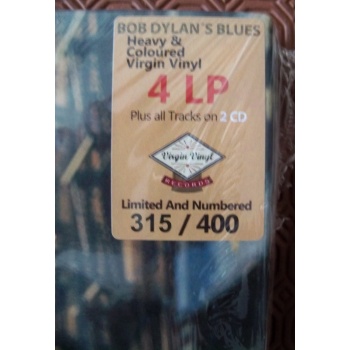 BOB DYLAN´S BLUES
Heavy &
Coloured
Virgin Vinyl
4 LP
Plus all Tracks on 2 CD
Virgin Vinyl
RECORDS
Limited And Numbered
315 / 400